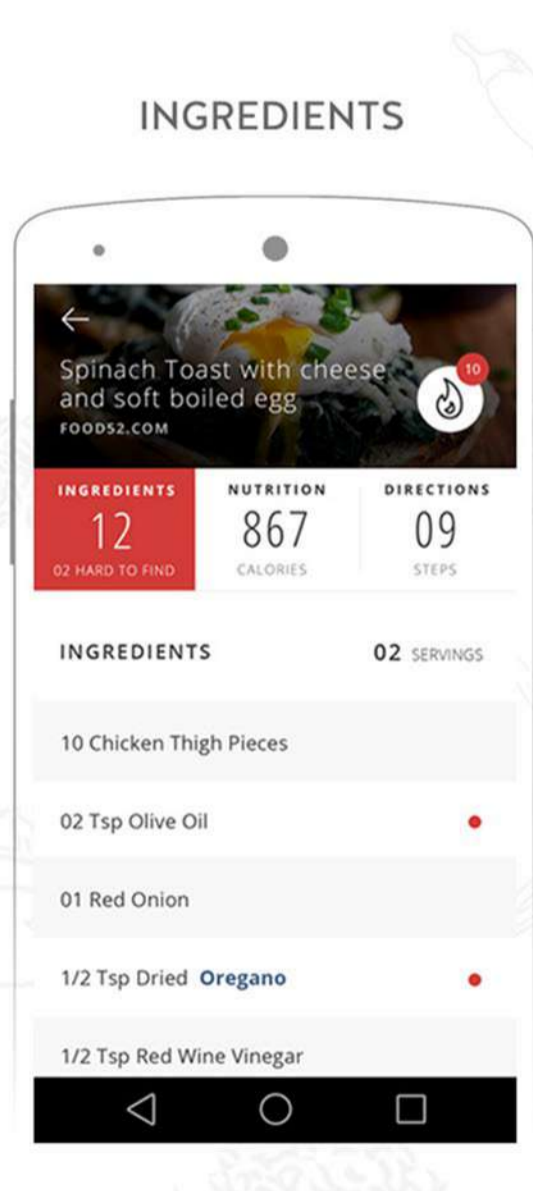 INGREDIENTS
Spinach Toast with cheese
and soft boiled egg
10
FOOD52.COM
INGREDIENTS
12
02 HARD TO FIND
NUTRITION
867
CALORIES
DIRECTIONS
09
STEPS
INGREDIENTS 02 SERVINGS
10 Chicken Thigh Pieces
02 Tsp Olive Oil
01 Red Onion
1/2 Tsp Dried Oregano
1/2 Tsp Red Wine Vinegar